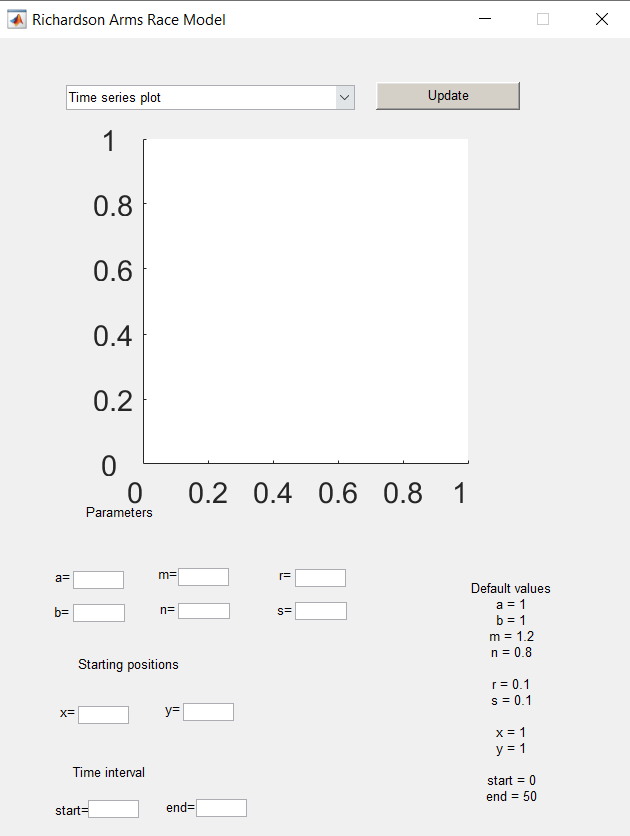 Richardson Arms Race Model
Time series plot
Update
1
0.8
0.6
0.4
0.2
0
0 0.2 0.4 0.6 0.8 1
Parameters
a= m= r=
b= n= s=
Starting positions
x= y=
Time interval
start= end=
Default values
a = 1
b = 1
m = 1.2
n = 0.8
r = 0.1
s = 0.1
x = 1
y = 1
start = 0
end = 50